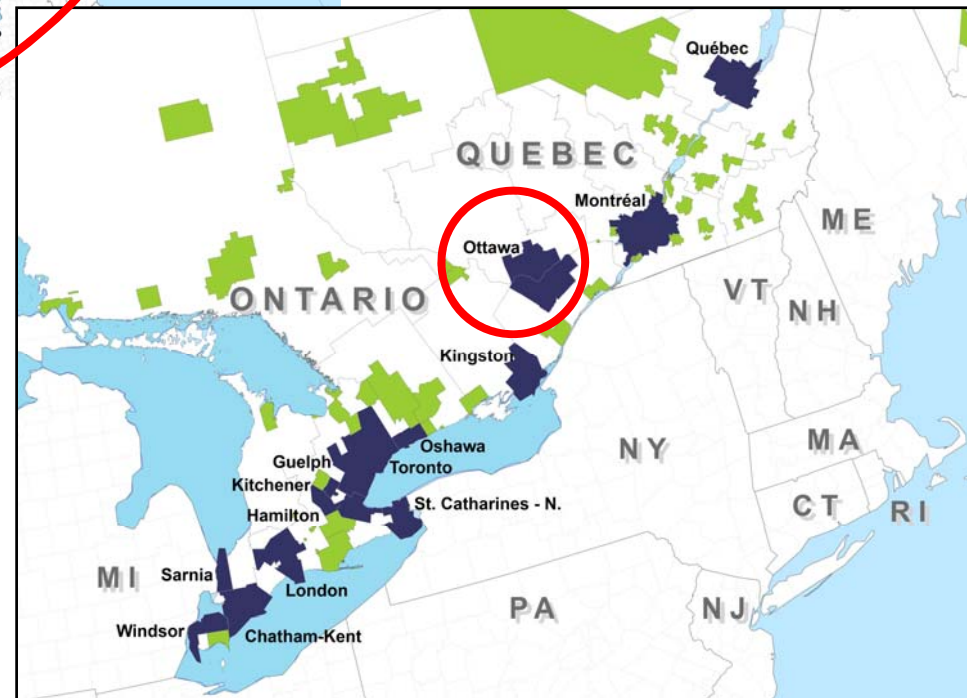 Québec
QUEBEC
Montréal
ME
Ottawa
VT
ONTARIO
NH
Kingston
MA
NY
Oshawa
Guelph
Toronto
Kitchener
CT
RI
St. Catharines - N.
Hamilton
MI
Sarnia
London
PA
NJ
Windsor
Chatham-Kent